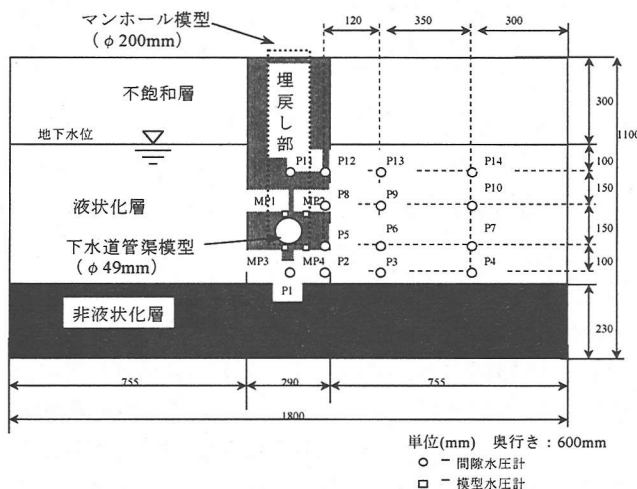 マンホール模型
(φ200mm)
120
350
300
不飽和層
埋戻し部
300
1100
地下水位
P11
P12
P13
P14
100
150
液状化層
MP1
MP2
P8
P9
P10
150
下水道管渠模型
(φ49mm)
P5
P6
P7
MP3
MP4
P2
P3
P4
100
P1
非液状化層
230
755
290
755
1800
単位(mm) 奥行き:600mm
○ - 間隙水圧計
□ - 模型水圧計